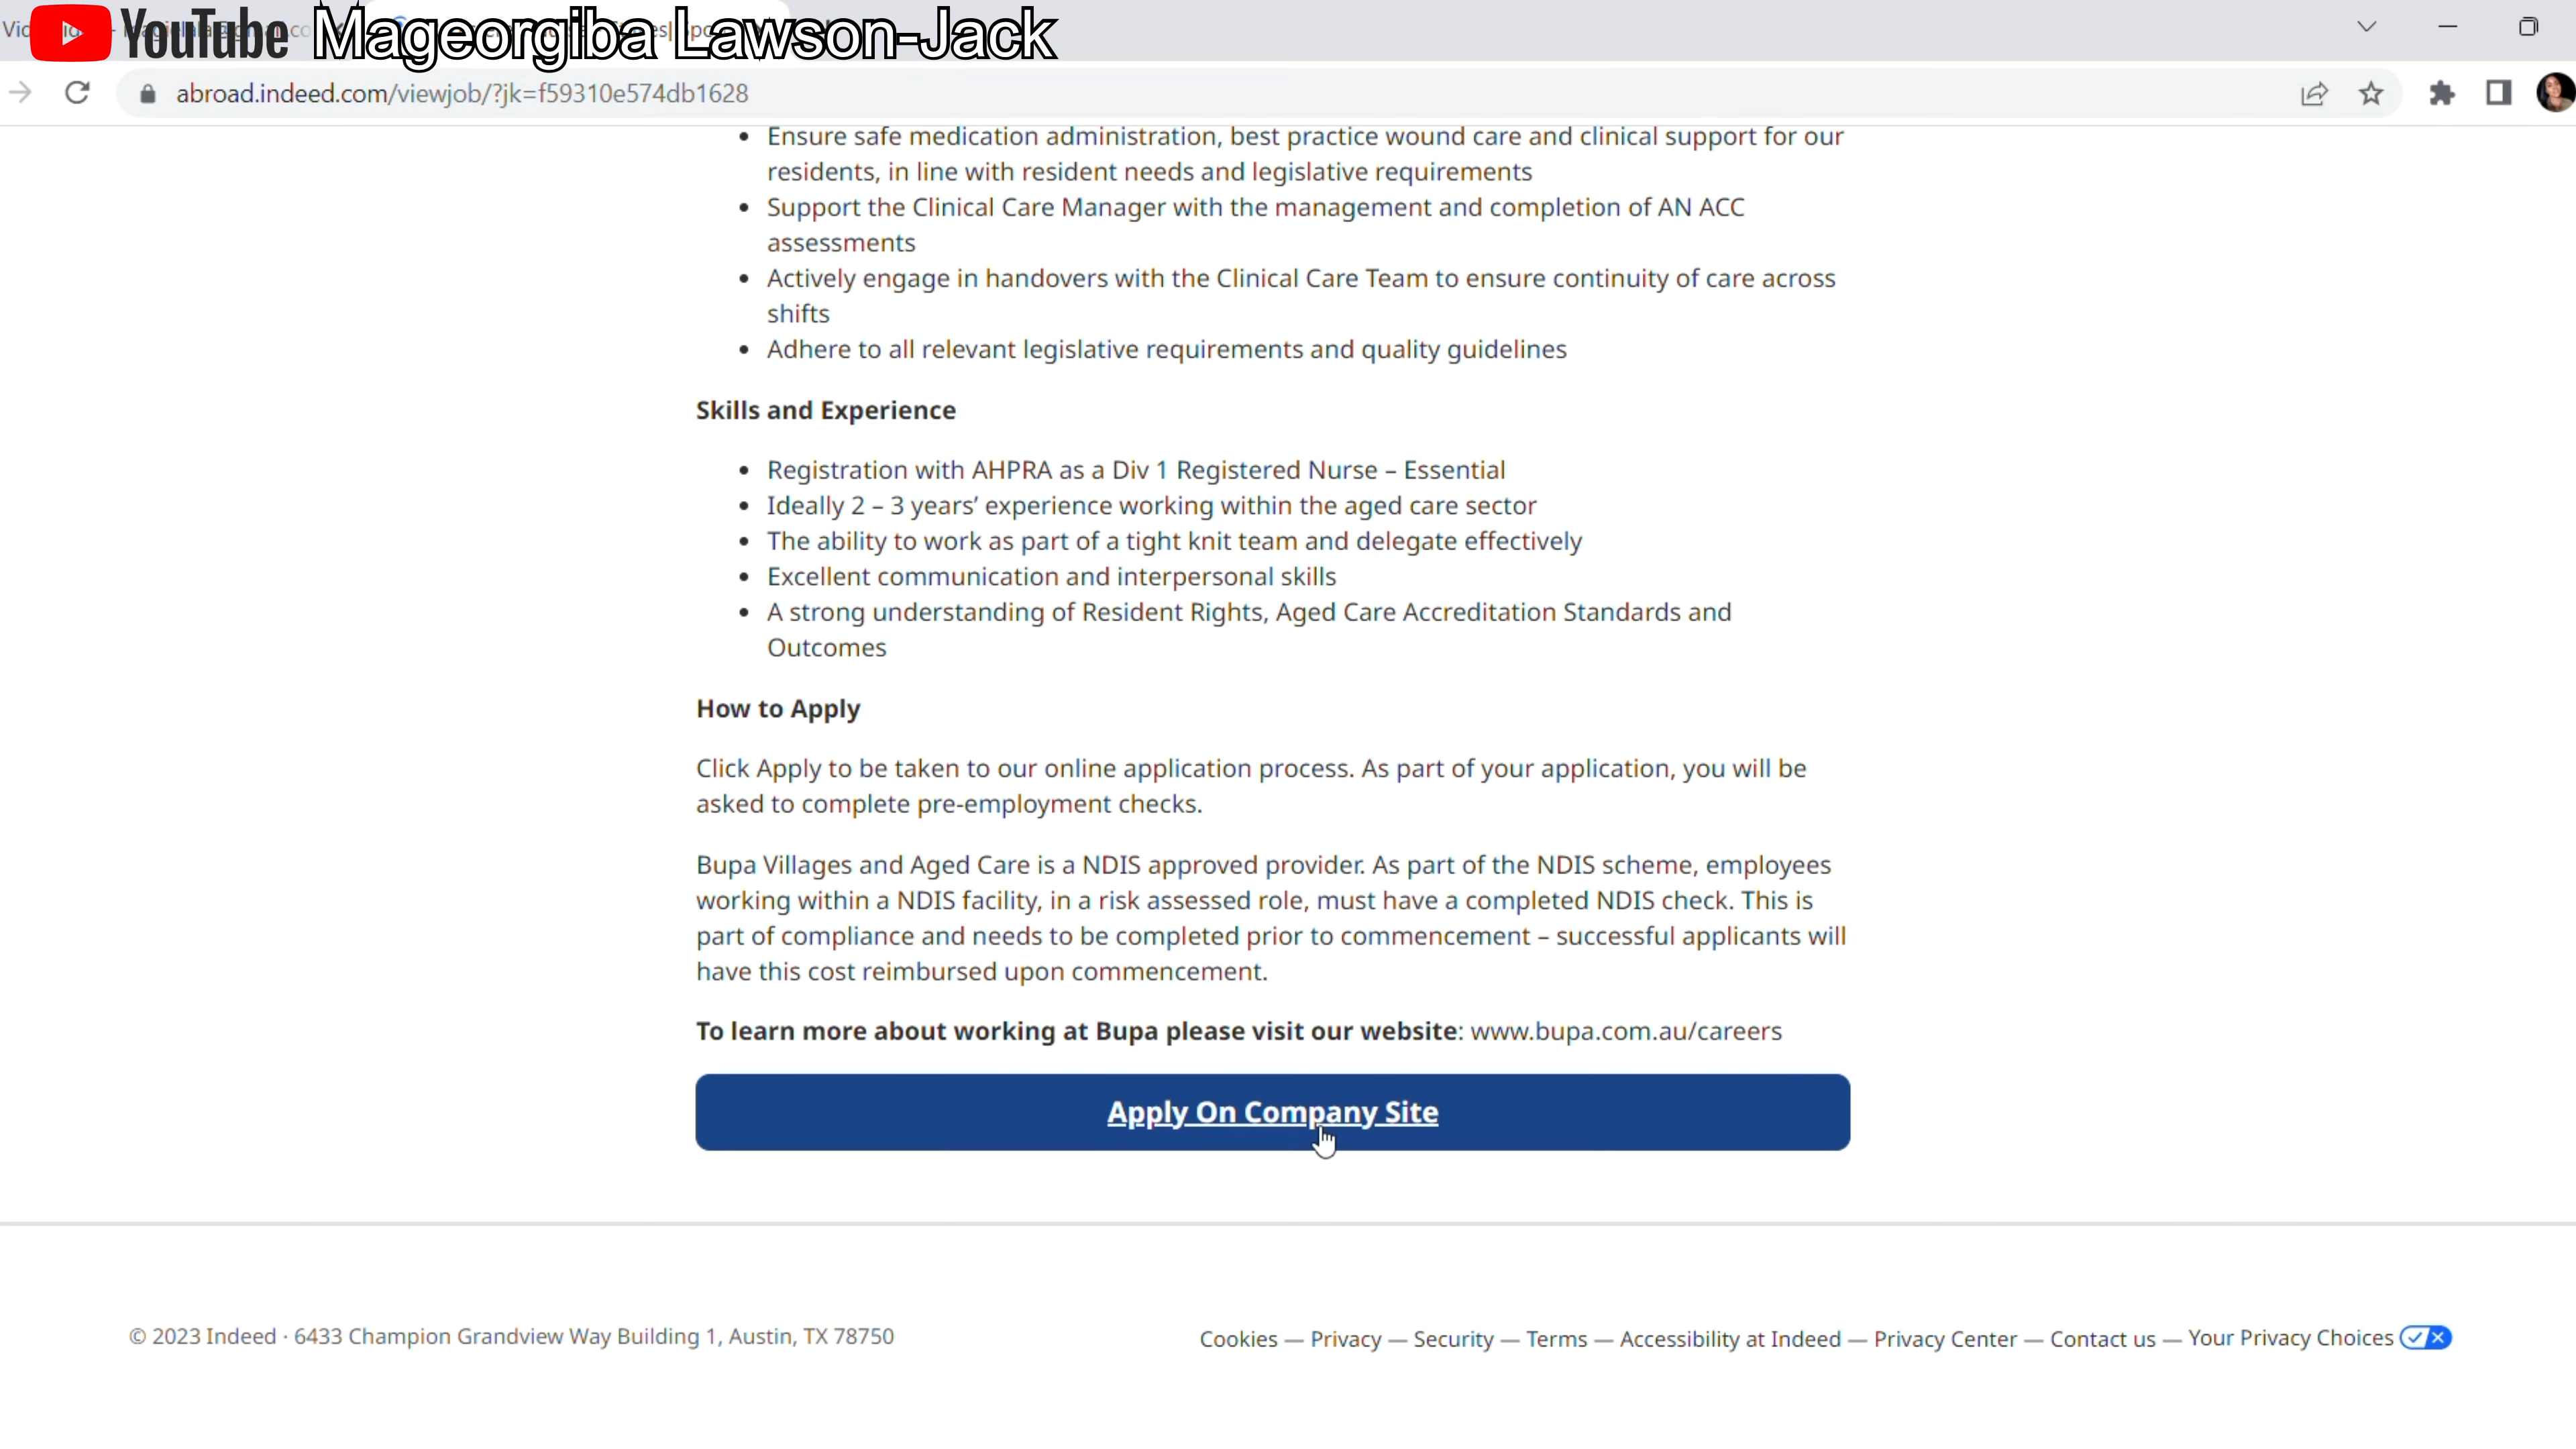 YouTube Mageorgiba Lawson-Jack
abroad.indeed.com/viewjob/?jk=f59310e574db1628
• Ensure safe medication administration, best practice wound care and clinical support for our
residents, in line with resident needs and legislative requirements
• Support the Clinical Care Manager with the management and completion of AN ACC
assessments
• Actively engage in handovers with the Clinical Care Team to ensure continuity of care across
shifts
• Adhere to all relevant legislative requirements and quality guidelines
Skills and Experience
• Registration with AHPRA as a Div 1 Registered Nurse – Essential
• Ideally 2 – 3 years’ experience working within the aged care sector
• The ability to work as part of a tight knit team and delegate effectively
• Excellent communication and interpersonal skills
• A strong understanding of Resident Rights, Aged Care Accreditation Standards and
Outcomes
How to Apply
Click Apply to be taken to our online application process. As part of your application, you will be
asked to complete pre-employment checks.
Bupa Villages and Aged Care is a NDIS approved provider. As part of the NDIS scheme, employees
working within a NDIS facility, in a risk assessed role, must have a completed NDIS check. This is
part of compliance and needs to be completed prior to commencement – successful applicants will
have this cost reimbursed upon commencement.
To learn more about working at Bupa please visit our website: www.bupa.com.au/careers
Apply On Company Site
© 2023 Indeed · 6433 Champion Grandview Way Building 1, Austin, TX 78750
Cookies — Privacy — Security — Terms — Accessibility at Indeed — Privacy Center — Contact us — Your Privacy Choices